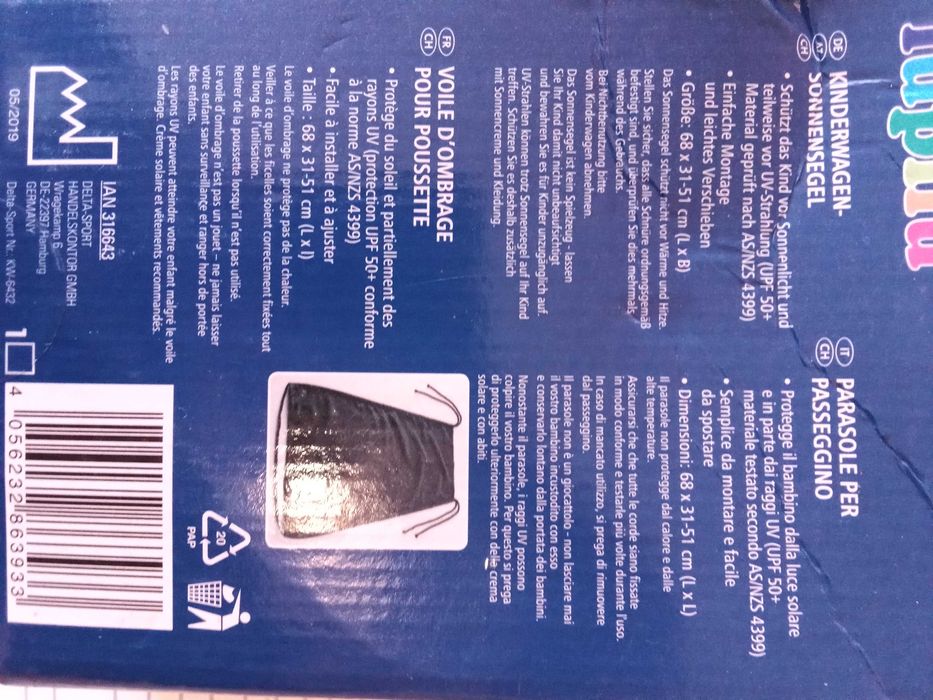 lupilu
DE AT CH
KINDERWAGEN-
SONNENSEGEL
• Schützt das Kind vor Sonnenlicht und
teilweise vor UV-Strahlung (UPF 50+
Material geprüft nach AS/NZS 4399)
• Einfache Montage
und leichtes Verschieben
• Größe: 68 x 31-51 cm (L x B)
Das Sonnensegel schützt nicht vor Wärme und Hitze.
Stellen Sie sicher, dass alle Schnüre ordnungsgemäß
befestigt sind, und überprüfen Sie dies mehrmals
während des Gebrauchs.
Bei Nichtbenutzung bitte
vom Kinderwagen abnehmen.
Das Sonnensegel ist kein Spielzeug - lassen
Sie Ihr Kind damit nicht unbeaufsichtigt
und bewahren Sie es für Kinder unzugänglich auf.
UV-Strahlen können trotz Sonnensegel auf Ihr Kind
treffen. Schützen Sie es deshalb zusätzlich
mit Sonnencreme und Kleidung.
IT CH
PARASOLE PER
PASSEGGINO
• Protegge il bambino dalla luce solare
e in parte dai raggi UV (UPF 50+
materiale testato secondo AS/NZS 4399)
• Semplice da montare e facile
da spostare
• Dimensioni: 68 x 31-51 cm (L x l)
Il parasole non protegge dal calore e dalle
alte temperature.
Assicurarsi che che tutte le corde siano fissate
in modo conforme e testarle più volte durante l'uso.
In caso di mancato utilizzo, si prega di rimuovere
dal passeggino.
Il parasole non è un giocattolo - non lasciare mai
il vostro bambino incustodito con esso
e conservarlo lontano dalla portata dei bambini.
Nonostante il parasole, i raggi UV possono
colpire il vostro bambino. Per questo si prega
di proteggerlo ulteriormente con della crema
solare e con abiti.
FR CH
VOILE D'OMBRAGE
POUR POUSSETTE
• Protège du soleil et partiellement des
rayons UV (protection UPF 50+ conforme
à la norme AS/NZS 4399)
• Facile à installer et à ajuster
• Taille : 68 x 31-51 cm (L x l)
Le voile d'ombrage ne protège pas de la chaleur.
Veiller à ce que les ficelles soient correctement fixées tout
au long de l'utilisation.
Retirer de la poussette lorsqu'il n'est pas utilisé.
Le voile d'ombrage n'est pas un jouet – ne jamais laisser
votre enfant sans surveillance et ranger hors de portée
des enfants.
Les rayons UV peuvent atteindre votre enfant malgré le voile
d'ombrage. Crème solaire et vêtements recommandés.
05/2019
IAN 316643
DELTA-SPORT
HANDELSKONTOR GMBH
Wragekamp 6
DE-22397 Hamburg
GERMANY
Delta-Sport Nr.: KW-6432
1
20
PAP
4 056232 863933